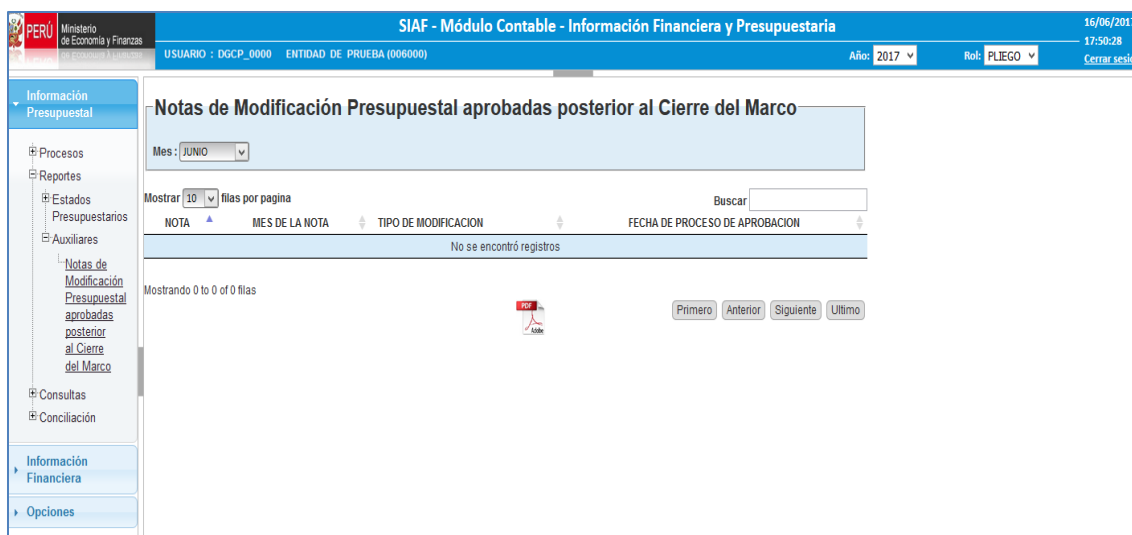 PERÚ Ministerio de Economía y Finanzas
SIAF - Módulo Contable - Información Financiera y Presupuestaria
16/06/2017
17:50:28
USUARIO : DGCP_0000 ENTIDAD DE PRUEBA (006000)
Año: 2017 Rol: PLIEGO
Cerrar sesi
Información
Presupuestal
Procesos
Reportes
Estados
Presupuestarios
Auxiliares
Notas de
Modificación
Presupuestal
aprobadas
posterior
al Cierre
del Marco
Consultas
Conciliación
Información
Financiera
Opciones
Notas de Modificación Presupuestal aprobadas posterior al Cierre del Marco
Mes : JUNIO
Mostrar 10 filas por pagina
Buscar
NOTA MES DE LA NOTA TIPO DE MODIFICACION FECHA DE PROCESO DE APROBACION
No se encontró registros
Mostrando 0 to 0 of 0 filas
PDF
Adobe
Primero Anterior Siguiente Ultimo